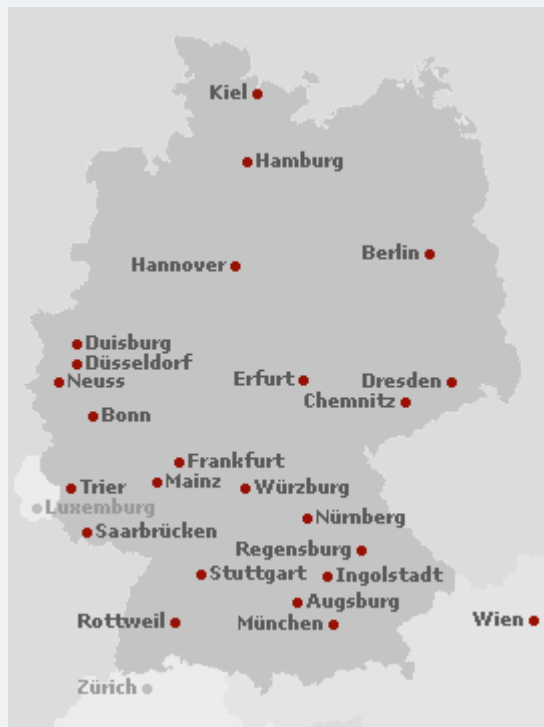 Kiel
Hamburg
Berlin
Hannover
Duisburg
Düsseldorf
Neuss
Erfurt
Dresden
Chemnitz
Bonn
Frankfurt
Mainz
Trier
Würzburg
Luxemburg
Nürnberg
Saarbrücken
Regensburg
Stuttgart
Ingolstadt
Augsburg
Rottweil
München
Wien
Zürich